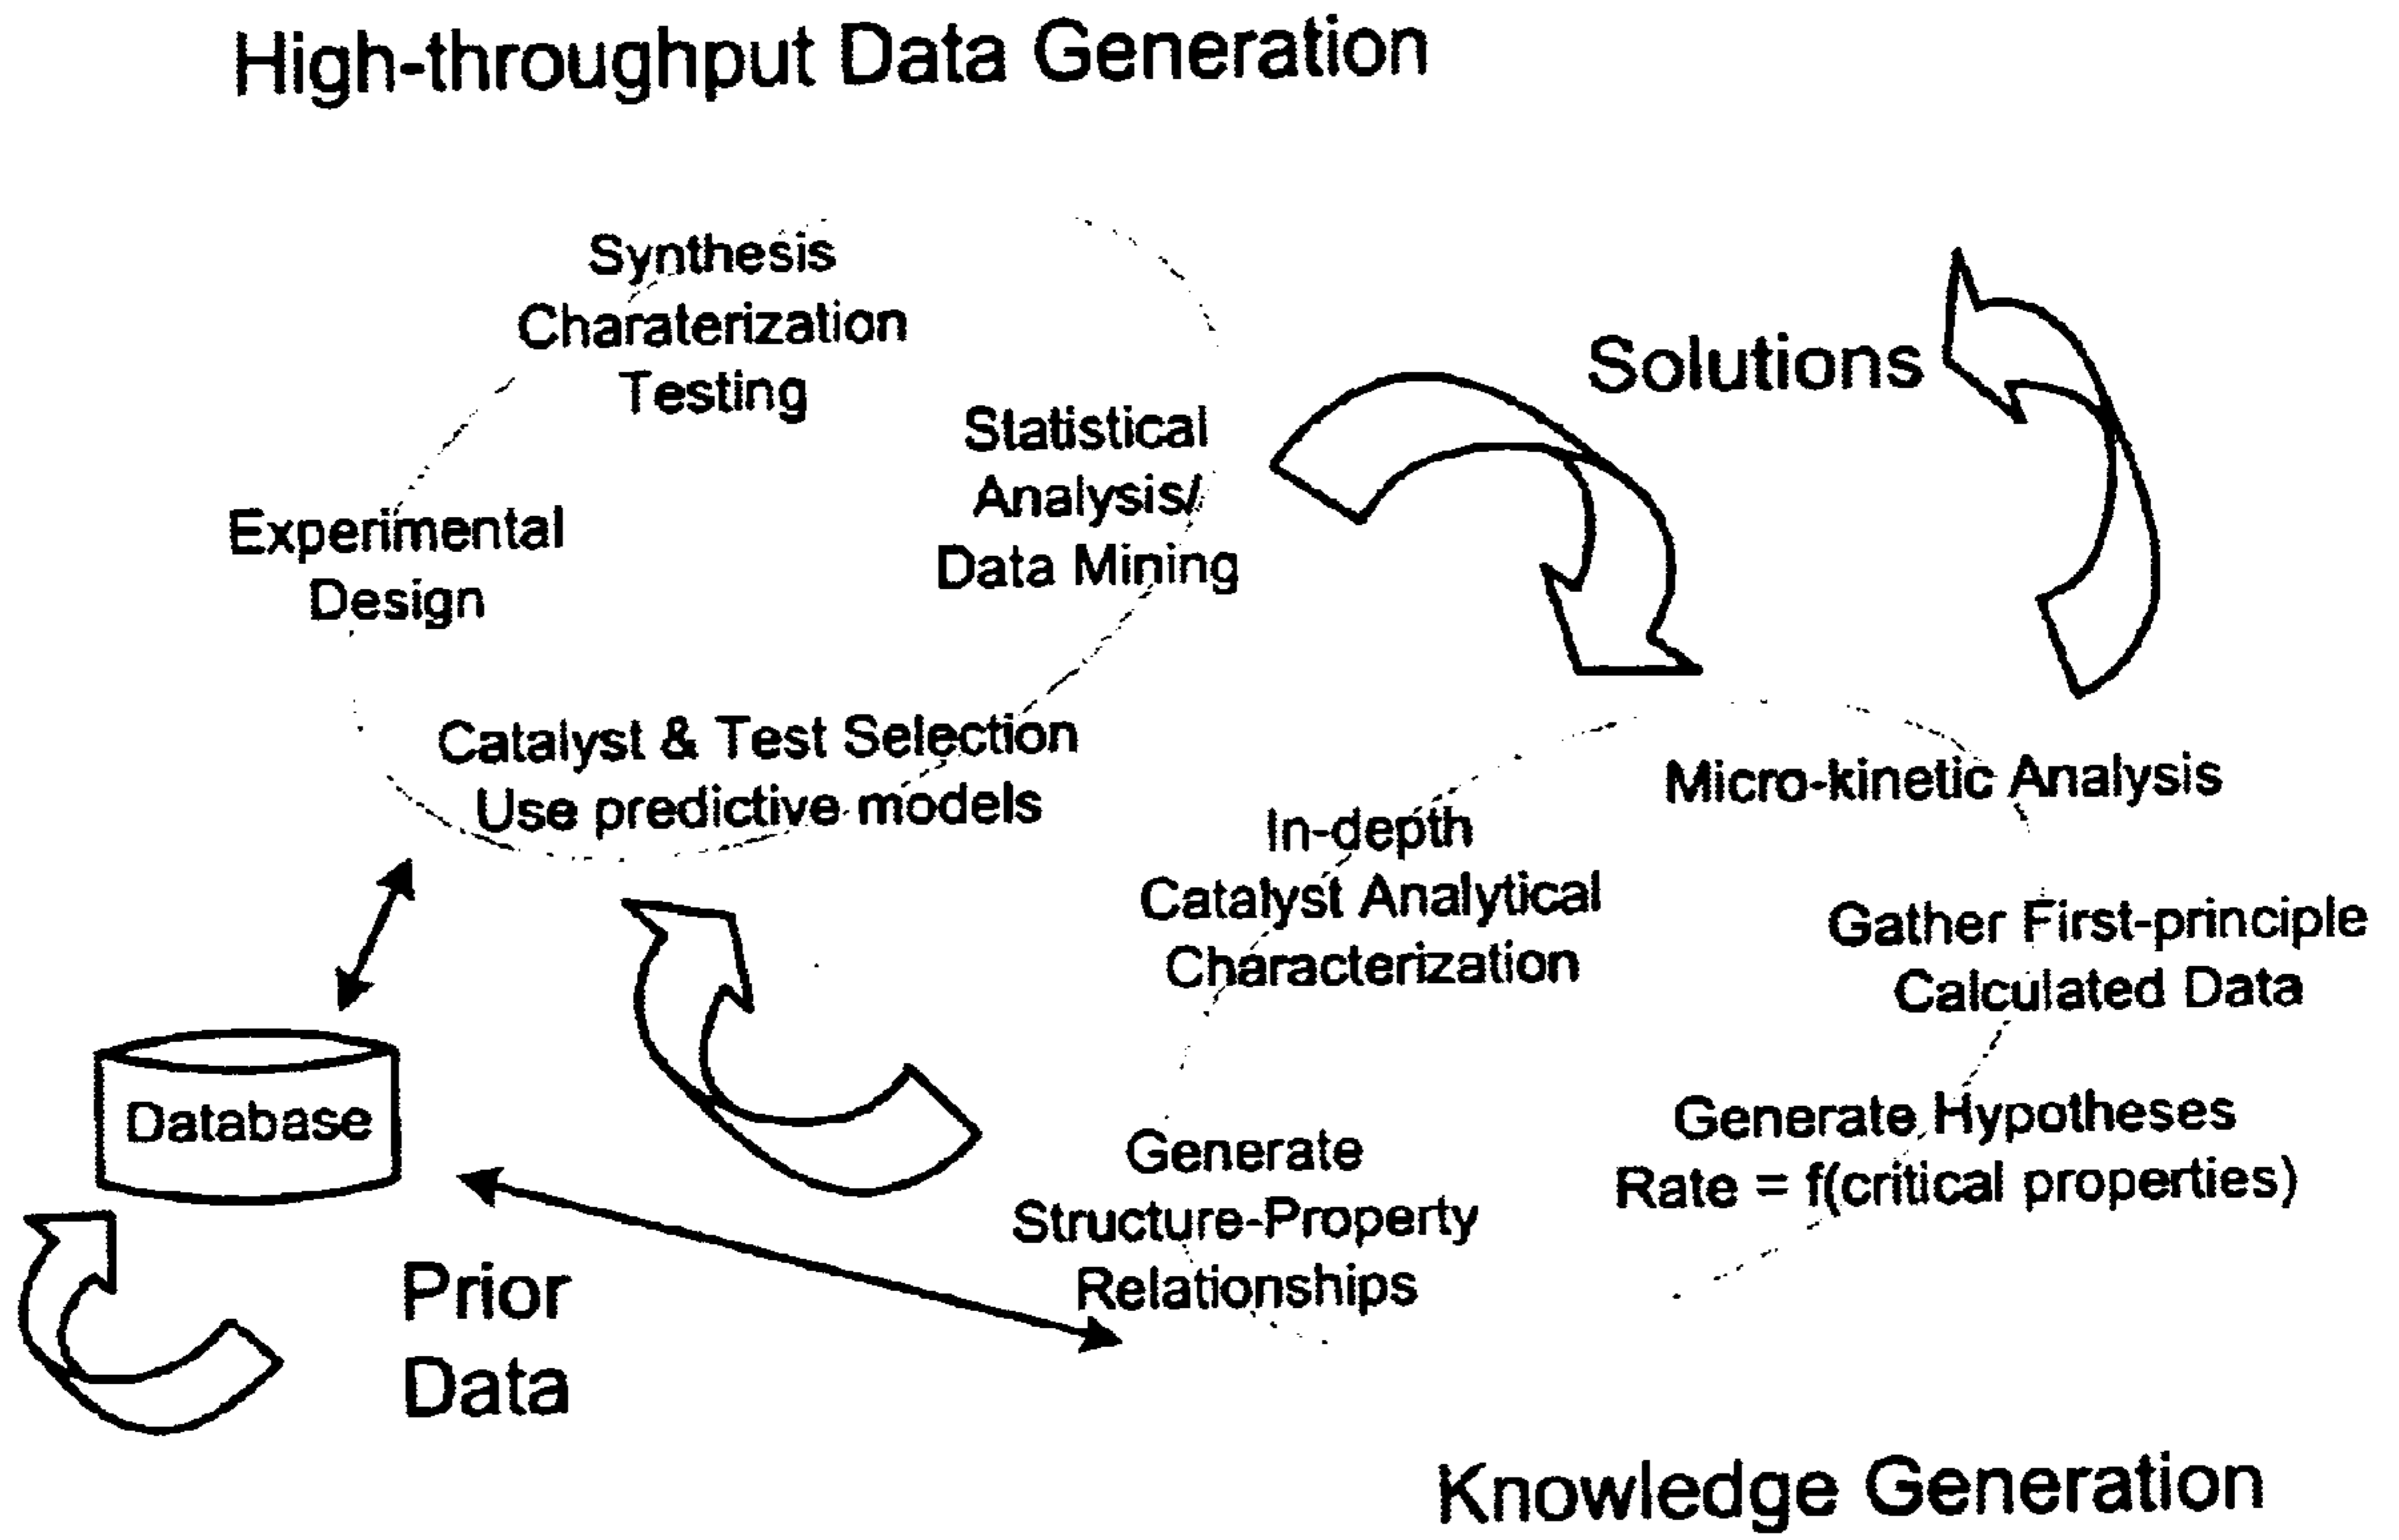 High-throughput Data Generation
Synthesis
Charaterization
Testing
Statistical
Analysis/
Data Mining
Experimental
Design
Catalyst & Test Selection
Use predictive models
Solutions
Micro-kinetic Analysis
In-depth
Catalyst Analytical
Characterization
Gather First-principle
Calculated Data
Generate Hypotheses
Rate = f(critical properties)
Generate
Structure-Property
Relationships
Database
Prior
Data
Knowledge Generation